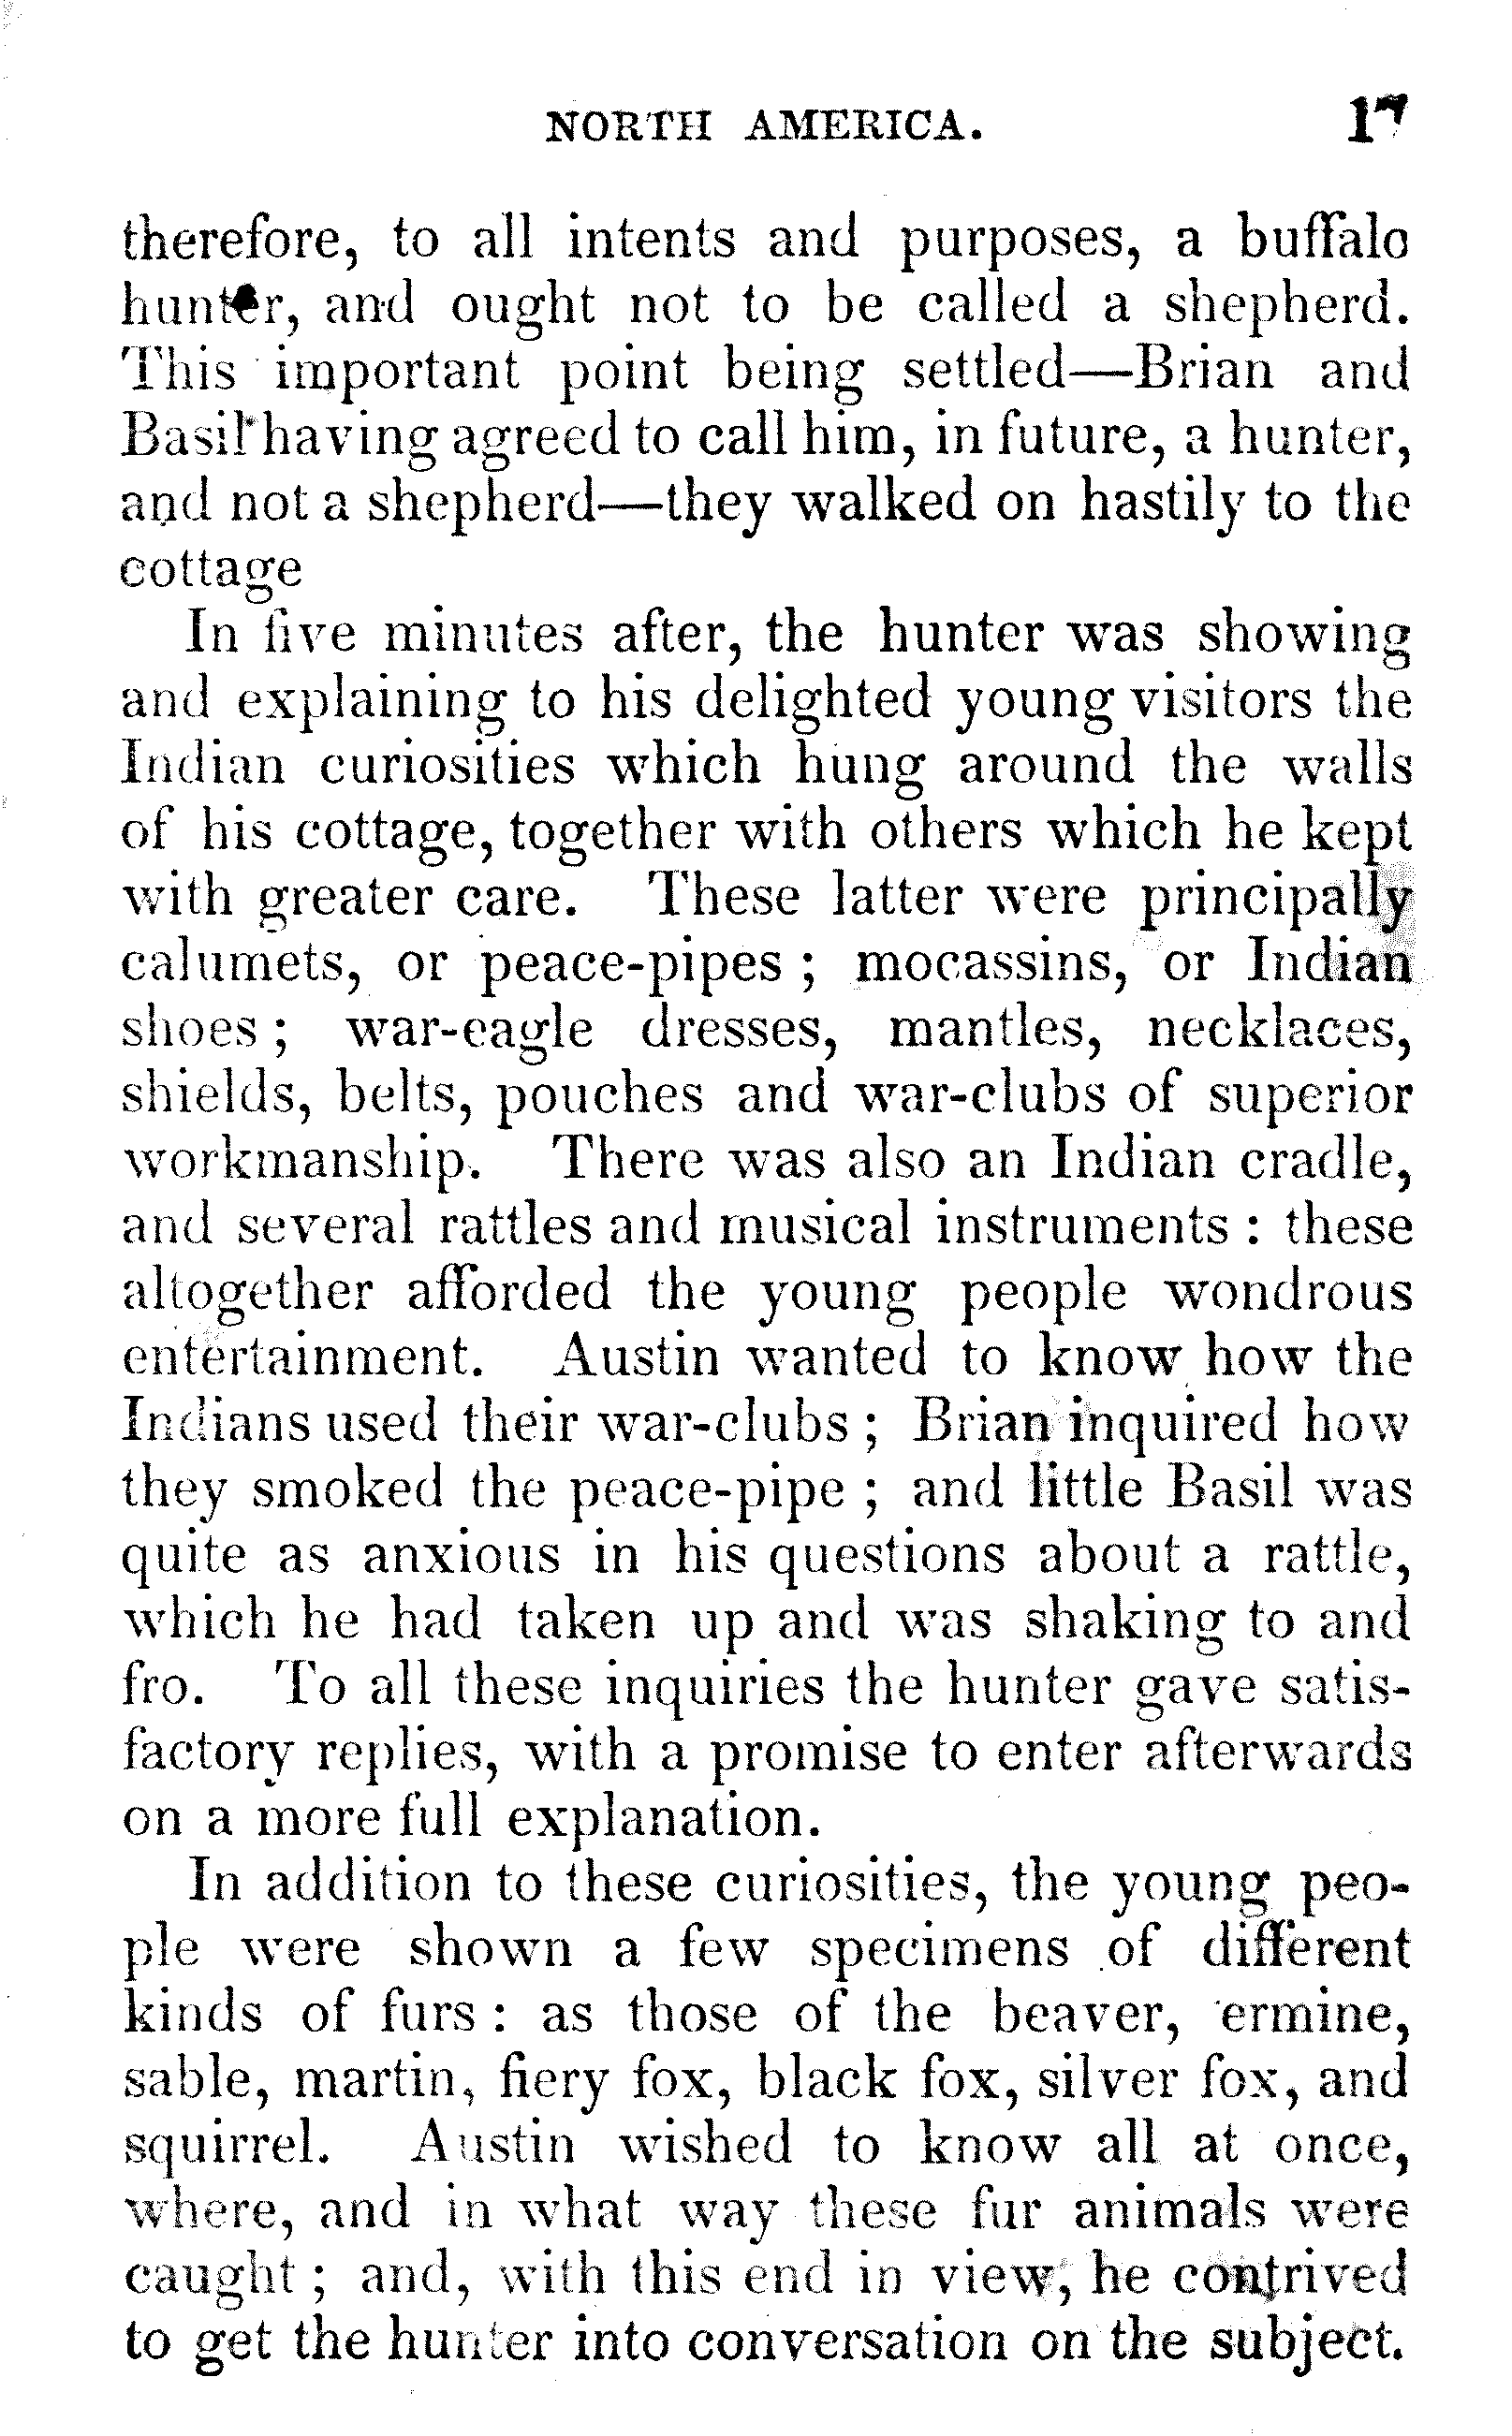 NORTH AMERICA. 17
therefore, to all intents and purposes, a buffalo
hunter, and ought not to be called a shepherd.
This important point being settled—Brian and
Basil having agreed to call him, in future, a hunter,
and not a shepherd—they walked on hastily to the
cottage
In five minutes after, the hunter was showing
and explaining to his delighted young visitors the
Indian curiosities which hung around the walls
of his cottage, together with others which he kept
with greater care. These latter were principally
calumets, or peace-pipes ; mocassins, or Indian
shoes ; war-eagle dresses, mantles, necklaces,
shields, belts, pouches and war-clubs of superior
workmanship. There was also an Indian cradle,
and several rattles and musical instruments : these
altogether afforded the young people wondrous
entertainment. Austin wanted to know how the
Indians used their war-clubs ; Brian inquired how
they smoked the peace-pipe ; and little Basil was
quite as anxious in his questions about a rattle,
which he had taken up and was shaking to and
fro. To all these inquiries the hunter gave satis-
factory replies, with a promise to enter afterwards
on a more full explanation.
In addition to these curiosities, the young peo-
ple were shown a few specimens of different
kinds of furs : as those of the beaver, ermine,
sable, martin, fiery fox, black fox, silver fox, and
squirrel. Austin wished to know all at once,
where, and in what way these fur animals were
caught ; and, with this end in view, he contrived
to get the hunter into conversation on the subject.